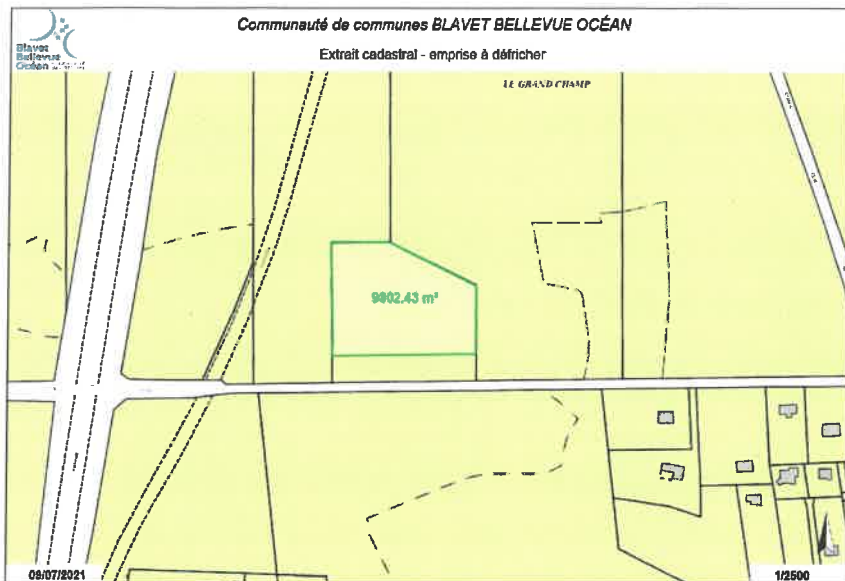 Communauté de communes BLAVET BELLEVUE OCÉAN
Blavet
Bellevue
Océan
Extrait cadastral - emprise à défricher
LE GRAND CHAMP
9802.43 m²
09/07/2021
1/2500